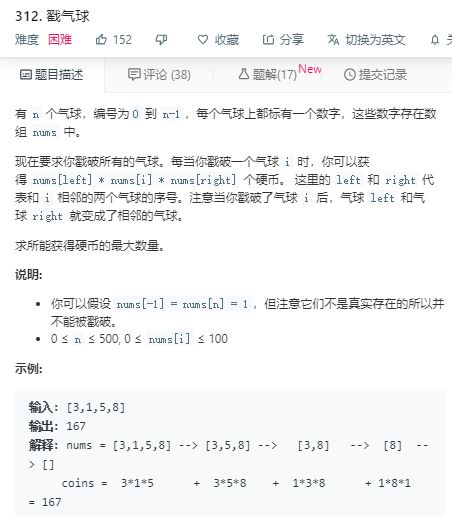 312. 戳气球
难度 困难 152 收藏 分享 切换为英文
题目描述 评论 (38) 题解(17) New 提交记录
有 n 个气球，编号为0 到 n-1，每个气球上都标有一个数字，这些数字存在数
组 nums 中。
现在要求你戳破所有的气球。每当你戳破一个气球 i 时，你可以获
得 nums[left] * nums[i] * nums[right] 个硬币。 这里的 left 和 right 代
表和 i 相邻的两个气球的序号。注意当你戳破了气球 i 后，气球 left 和气
球 right 就变成了相邻的气球。
求所能获得硬币的最大数量。
说明:
• 你可以假设 nums[-1] = nums[n] = 1，但注意它们不是真实存在的所以并
不能被戳破。
• 0 ≤ n ≤ 500, 0 ≤ nums[i] ≤ 100
示例:
输入: [3,1,5,8]
输出: 167
解释: nums = [3,1,5,8] --> [3,5,8] --> [3,8] --> [8] --
> []
coins = 3*1*5 + 3*5*8 + 1*3*8 + 1*8*1
= 167